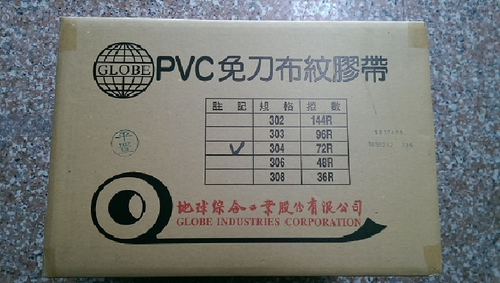 GLOBE
PVC免刀布紋膠帶
註記 規格 捲數
302 144R
303 96R
304 72R
306 48R
308 36R
地球綜合工業股份有限公司
GLOBE INDUSTRIES CORPORATION